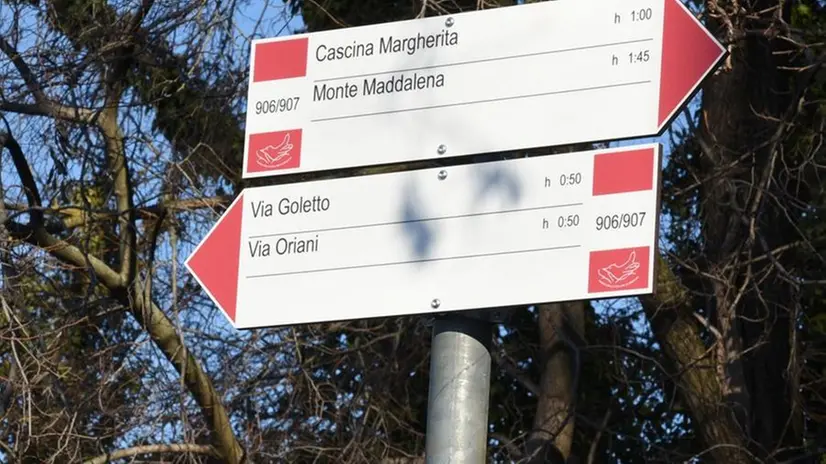 Cascina Margherita h 1:00
906/907 Monte Maddalena h 1:45
Via Goletto h 0:50
Via Oriani h 0:50 906/907